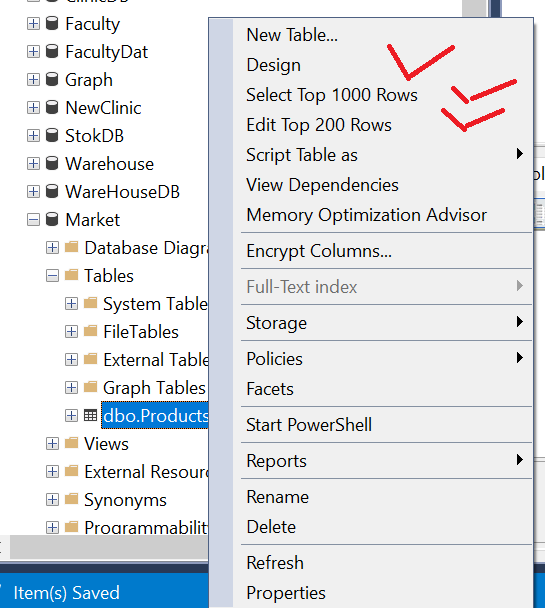 ClinicDB
Faculty
FacultyDat
Graph
NewClinic
StokDB
Warehouse
WareHouseDB
Market
Database Diagra
Tables
System Table
FileTables
External Table
Graph Tables
dbo.Products
Views
External Resour
Synonyms
Programmabilit
Item(s) Saved
New Table...
Design
Select Top 1000 Rows
Edit Top 200 Rows
Script Table as
View Dependencies
Memory Optimization Advisor
Encrypt Columns...
Full-Text index
Storage
Policies
Facets
Start PowerShell
Reports
Rename
Delete
Refresh
Properties